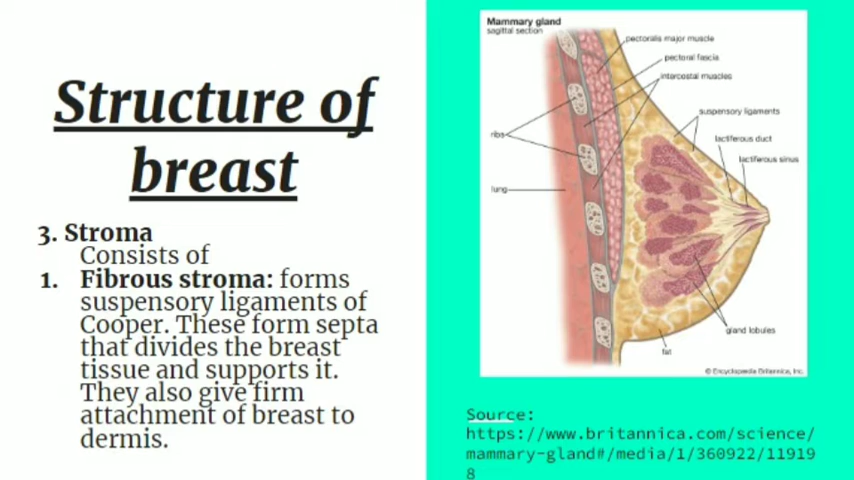 Structure of
breast
3. Stroma
Consists of
1. Fibrous stroma: forms
suspensory ligaments of
Cooper. These form septa
that divides the breast
tissue and supports it.
They also give firm
attachment of breast to
dermis.
Mammary gland
sagittal section
pectoralis major muscle
pectoral fascia
intercostal muscles
suspensory ligaments
lactiferous duct
lactiferous sinus
ribs
lung
gland lobules
fat
© Encyclopædia Britannica, Inc.
Source:
https://www.britannica.com/science/
mammary-gland#/media/1/360922/11919
8